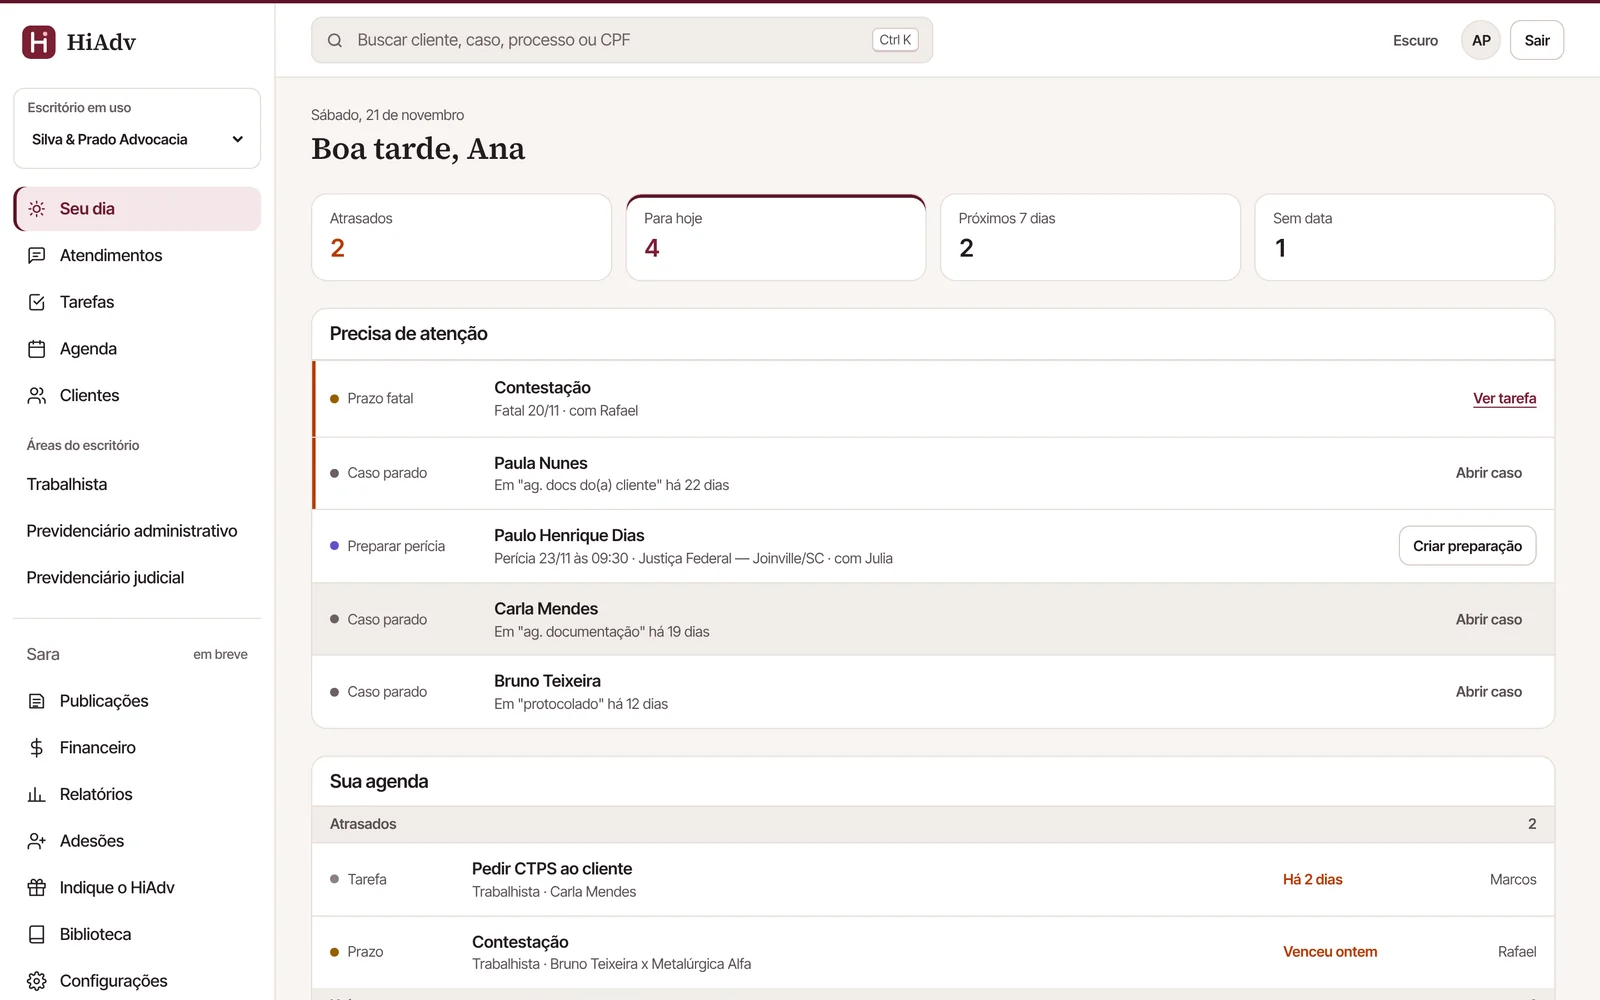 HiAdv
Buscar cliente, caso, processo ou CPF
Ctrl K
Escuro
AP
Sair
Escritório em uso
Silva & Prado Advocacia
Seu dia
Atendimentos
Tarefas
Agenda
Clientes
Áreas do escritório
Trabalhista
Previdenciário administrativo
Previdenciário judicial
Sara
em breve
Publicações
Financeiro
Relatórios
Adesões
Indique o HiAdv
Biblioteca
Configurações
Sábado, 21 de novembro
Boa tarde, Ana
Atrasados
2
Para hoje
4
Próximos 7 dias
2
Sem data
1
Precisa de atenção
Prazo fatal
Contestação
Fatal 20/11 · com Rafael
Ver tarefa
Caso parado
Paula Nunes
Em "ag. docs do(a) cliente" há 22 dias
Abrir caso
Preparar perícia
Paulo Henrique Dias
Perícia 23/11 às 09:30 · Justiça Federal — Joinville/SC · com Julia
Criar preparação
Caso parado
Carla Mendes
Em "ag. documentação" há 19 dias
Abrir caso
Caso parado
Bruno Teixeira
Em "protocolado" há 12 dias
Abrir caso
Sua agenda
Atrasados
2
Tarefa
Pedir CTPS ao cliente
Trabalhista · Carla Mendes
Há 2 dias
Marcos
Prazo
Contestação
Trabalhista · Bruno Teixeira x Metalúrgica Alfa
Venceu ontem
Rafael